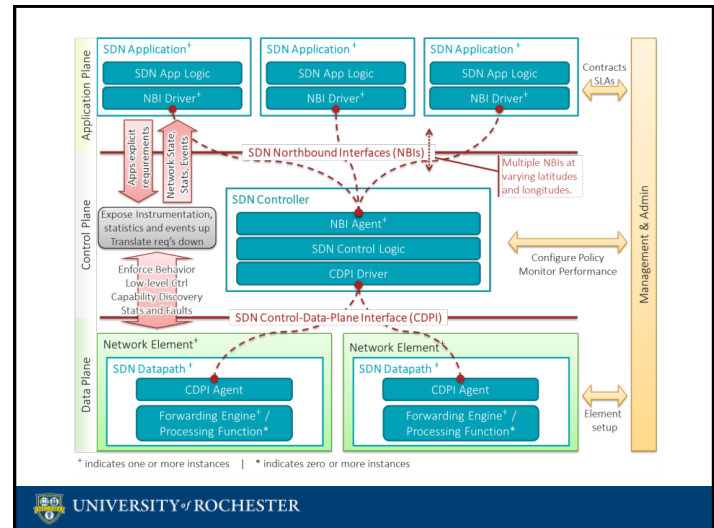 Application Plane
SDN Application+
SDN App Logic
NBI Driver+
SDN Application+
SDN App Logic
NBI Driver+
SDN Application+
SDN App Logic
NBI Driver+
Contracts
SLAs
Apps explicit
requirements
Network State,
Stats, Events
SDN Northbound Interfaces (NBIs)
Multiple NBIs at
varying latitudes
and longitudes.
Control Plane
Expose Instrumentation,
statistics and events up
Translate req's down
SDN Controller
NBI Agent+
SDN Control Logic
CDPI Driver
Configure Policy
Monitor Performance
Management & Admin
Enforce Behavior
Low-level Ctrl
Capability Discovery
Stats and Faults
SDN Control-Data-Plane Interface (CDPI)
Data Plane
Network Element+
SDN Datapath+
CDPI Agent
Forwarding Engine+ /
Processing Function*
Network Element+
SDN Datapath+
CDPI Agent
Forwarding Engine+ /
Processing Function*
Element
setup
+ indicates one or more instances | * indicates zero or more instances
UNIVERSITY of ROCHESTER